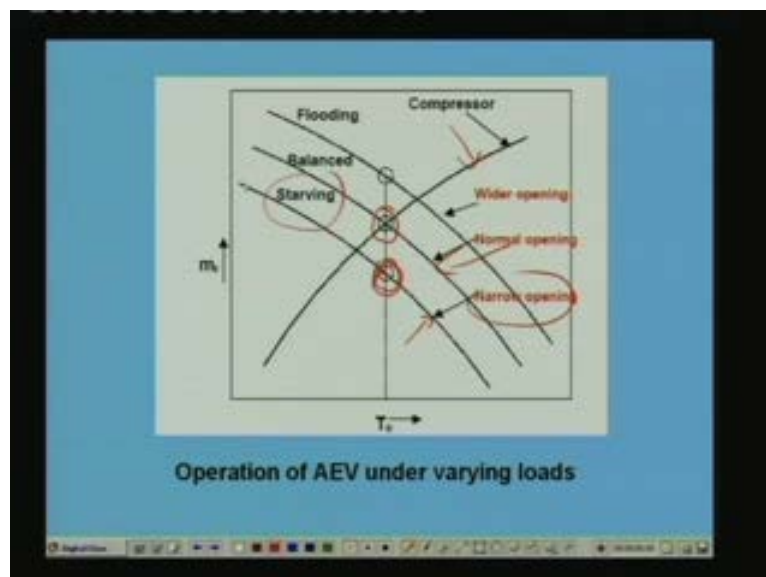 Compressor
Flooding
Balanced
Starving
Wider opening
Normal opening
Narrow opening
Operation of AEV under varying loads